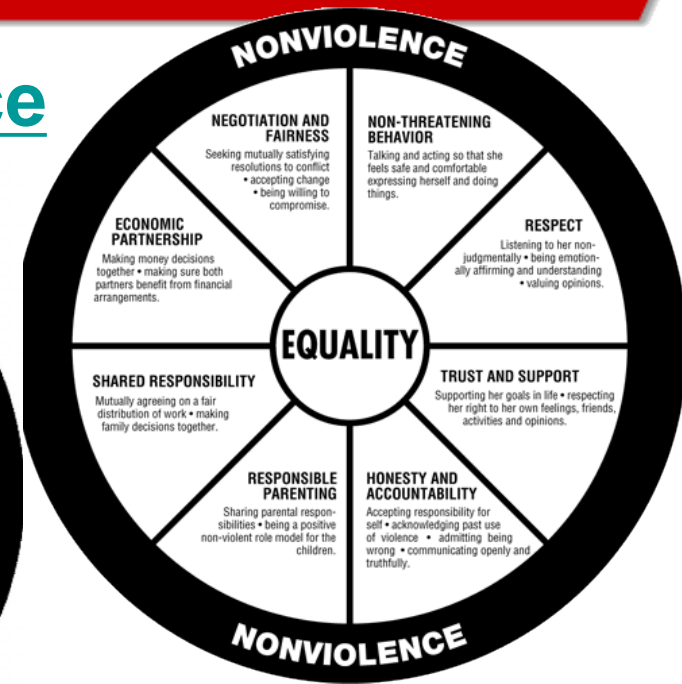 ce
NONVIOLENCE
NEGOTIATION AND
FAIRNESS
Seeking mutually satisfying
resolutions to conflict
• accepting change
• being willing to
compromise.
NON-THREATENING
BEHAVIOR
Talking and acting so that she
feels safe and comfortable
expressing herself and doing
things.
RESPECT
Listening to her non-
judgmentally • being emotion-
ally affirming and understanding
• valuing opinions.
TRUST AND SUPPORT
Supporting her goals in life • respecting
her right to her own feelings, friends,
activities and opinions.
HONESTY AND
ACCOUNTABILITY
Accepting responsibility for
self • acknowledging past use
of violence • admitting being
wrong • communicating openly and
truthfully.
RESPONSIBLE
PARENTING
Sharing parental respon-
sibilities • being a positive
non-violent role model for the
children.
SHARED RESPONSIBILITY
Mutually agreeing on a fair
distribution of work • making
family decisions together.
ECONOMIC
PARTNERSHIP
Making money decisions
together • making sure both
partners benefit from financial
arrangements.
EQUALITY
NONVIOLENCE